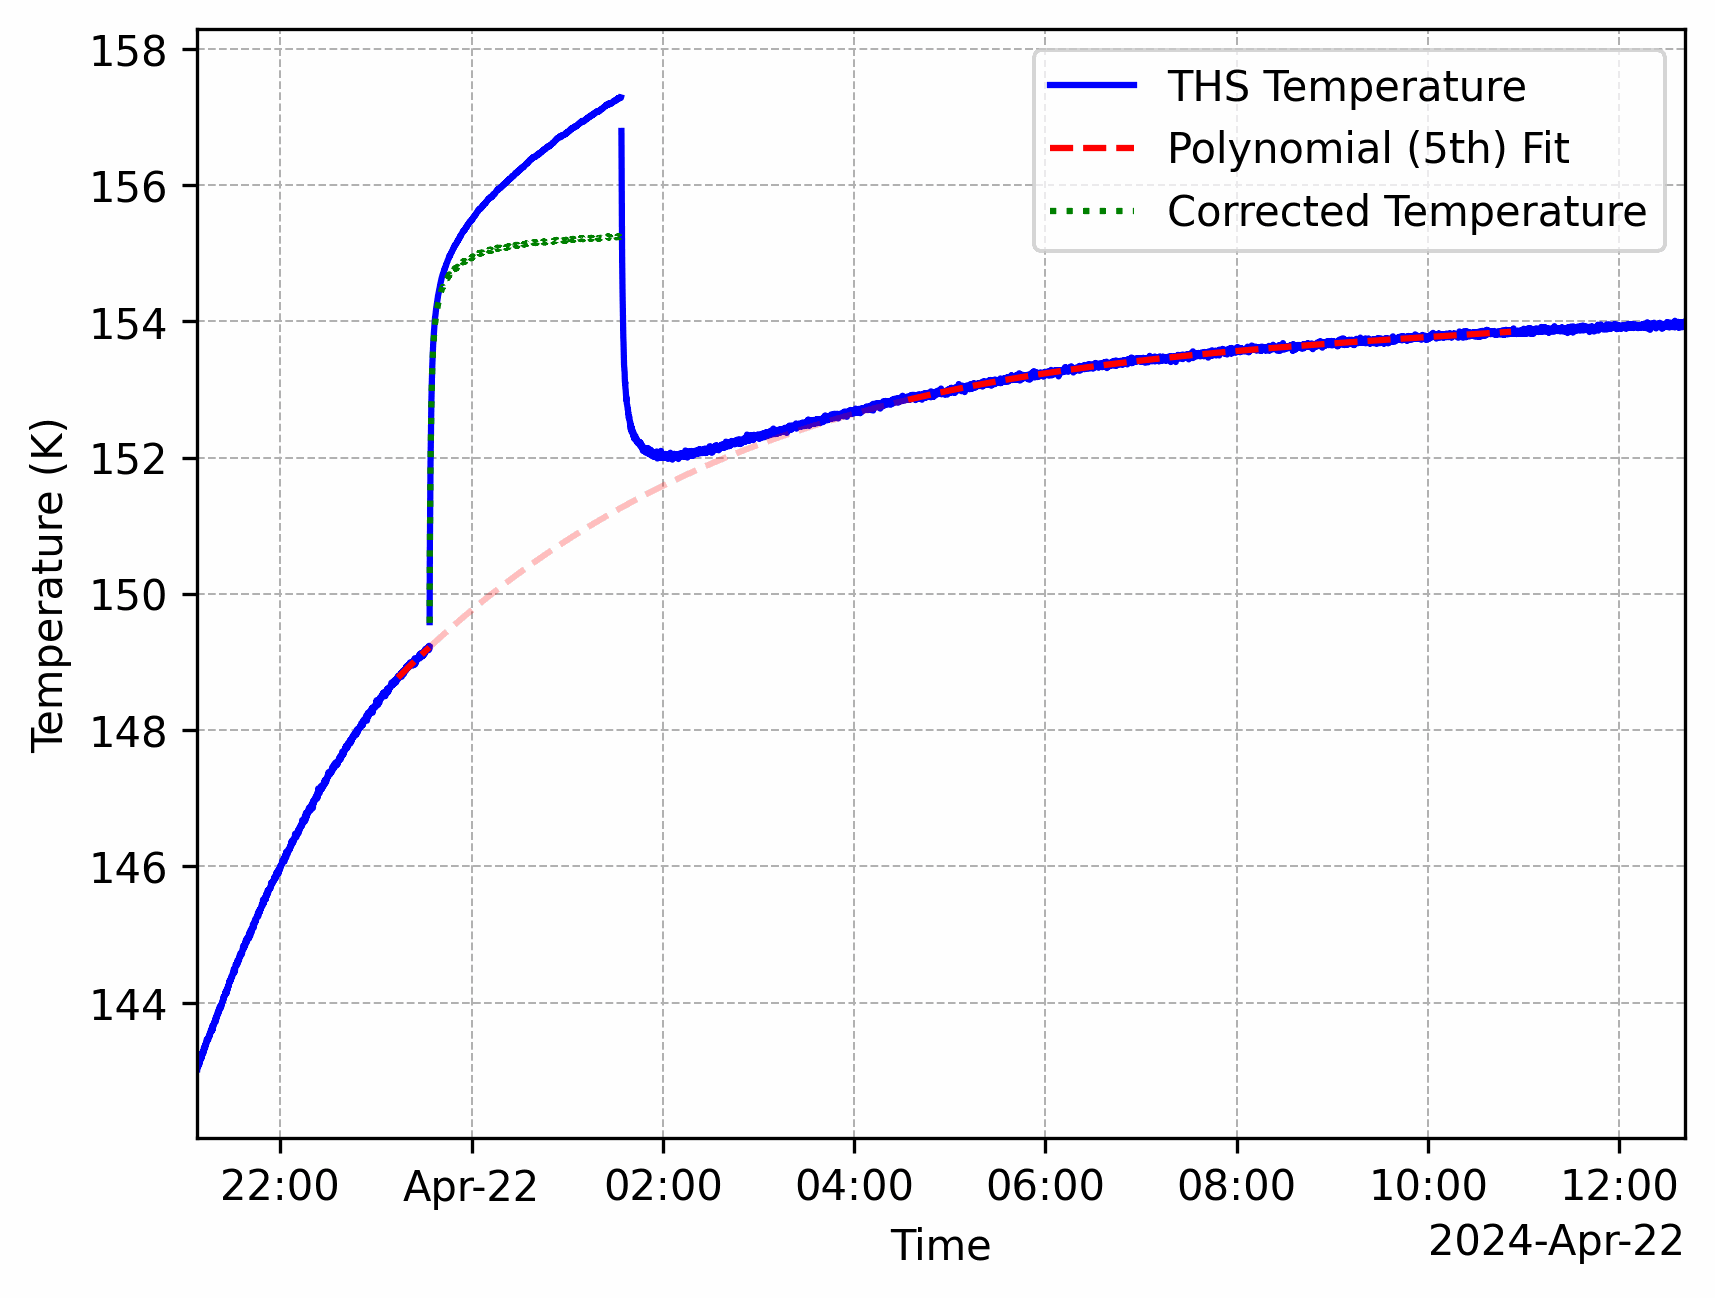 158
156
154
152
150
148
146
144
Temperature (K)
THS Temperature
Polynomial (5th) Fit
Corrected Temperature
22:00 Apr-22 02:00 04:00 06:00 08:00 10:00 12:00
Time
2024-Apr-22